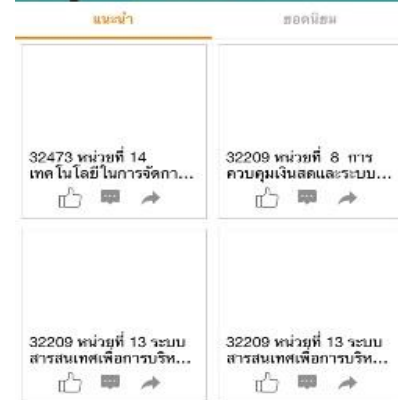 แนะนำ
ยอดนิยม
32473 หน่วยที่ 14
เทคโนโลยีในการจัดกา...
32209 หน่วยที่ 8 การ
ควบคุมเงินสดและระบบ...
32209 หน่วยที่ 13 ระบบ
สารสนเทศเพื่อการบริห...
32209 หน่วยที่ 13 ระบบ
สารสนเทศเพื่อการบริห...